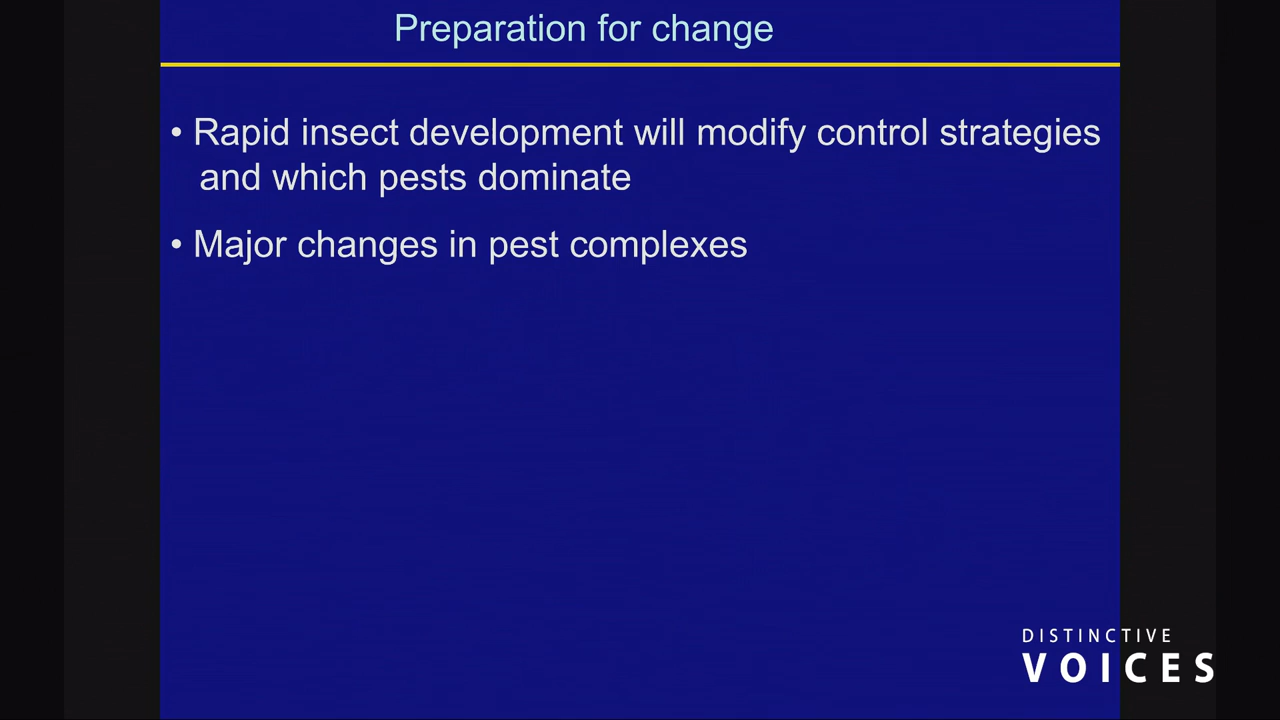 Preparation for change
• Rapid insect development will modify control strategies
and which pests dominate
• Major changes in pest complexes
DISTINCTIVE
VOICES